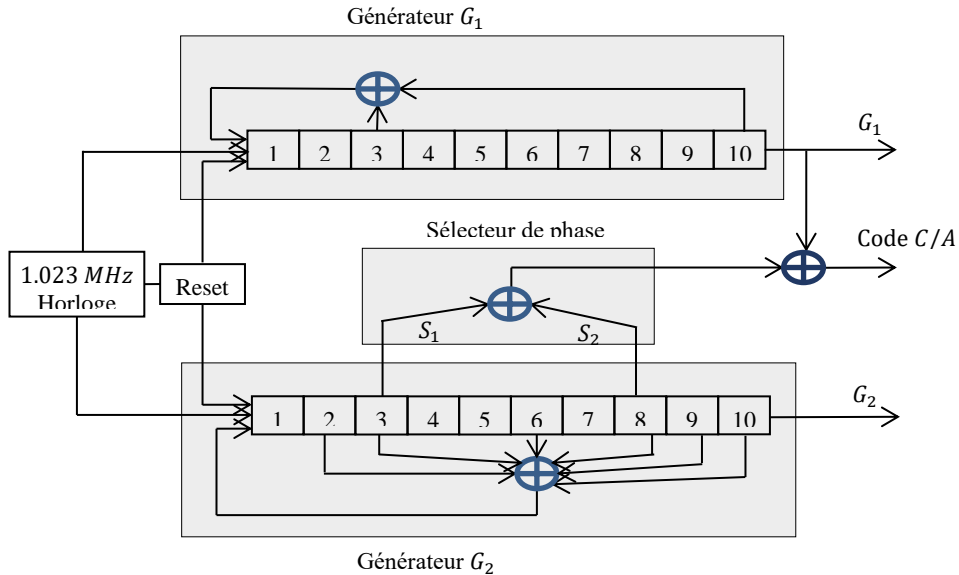 Générateur G₁
1 2 3 4 5 6 7 8 9 10
G₁
Sélecteur de phase
Code C/A
1.023 MHz
Horloge
Reset
S₁ S₂
1 2 3 4 5 6 7 8 9 10
G₂
Générateur G₂